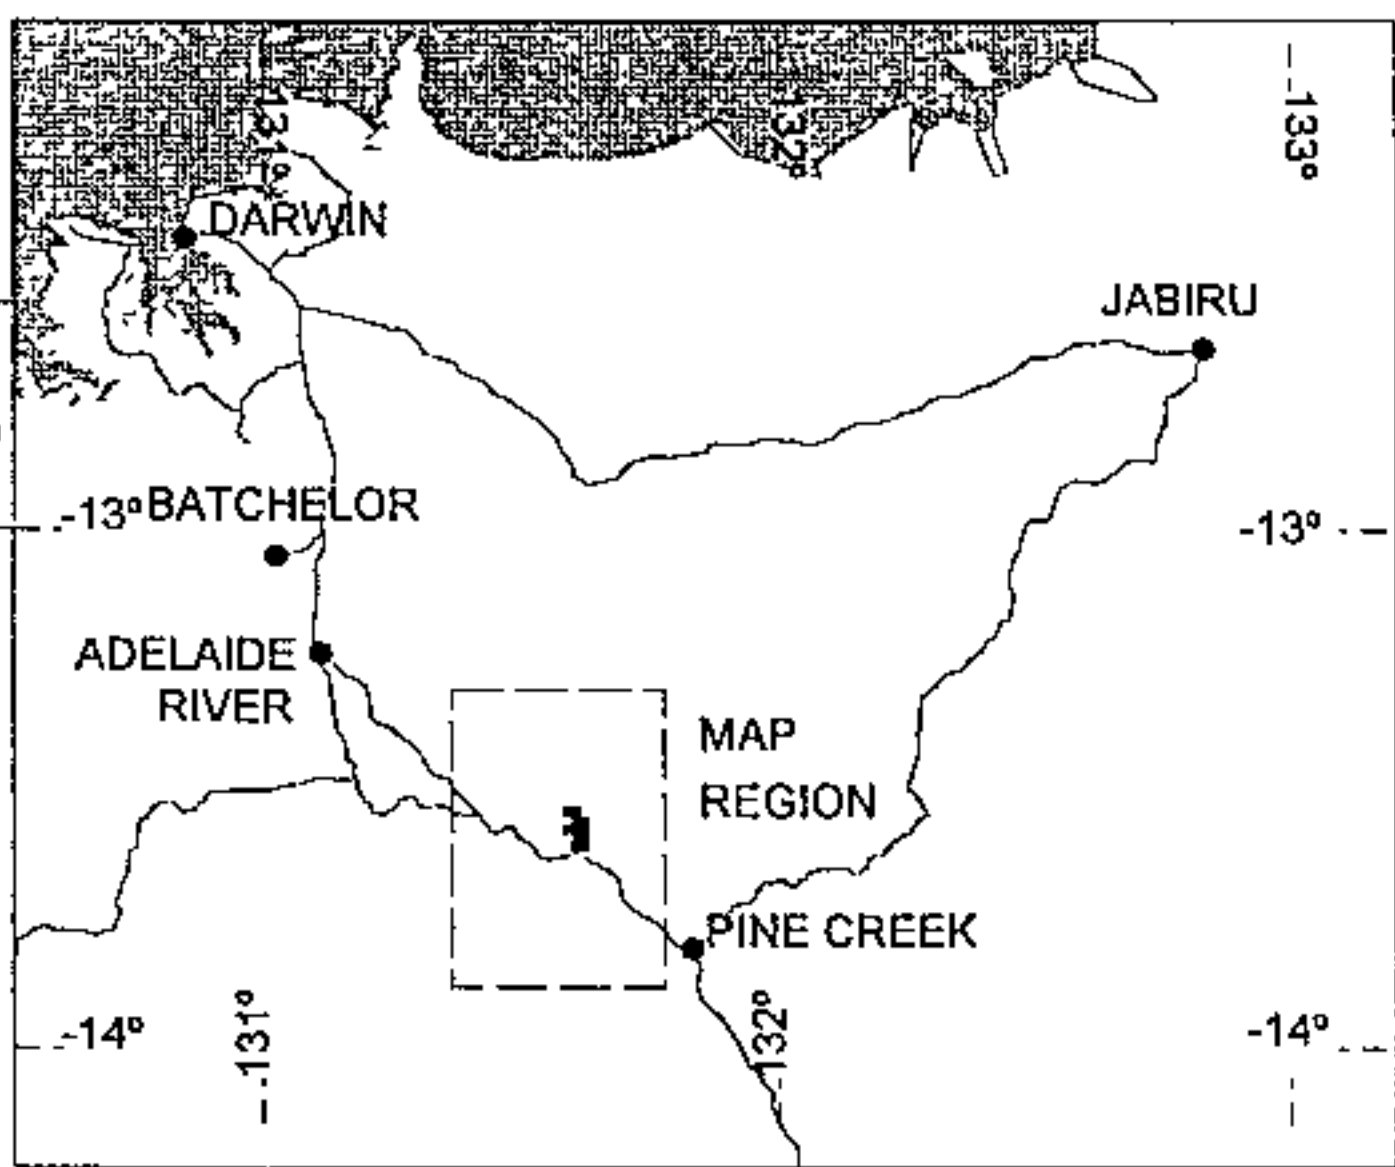 131°
132°
133°
DARWIN
JABIRU
-13° BATCHELOR
-13°
ADELAIDE
RIVER
MAP
REGION
PINE CREEK
-14°
131°
132°
-14°